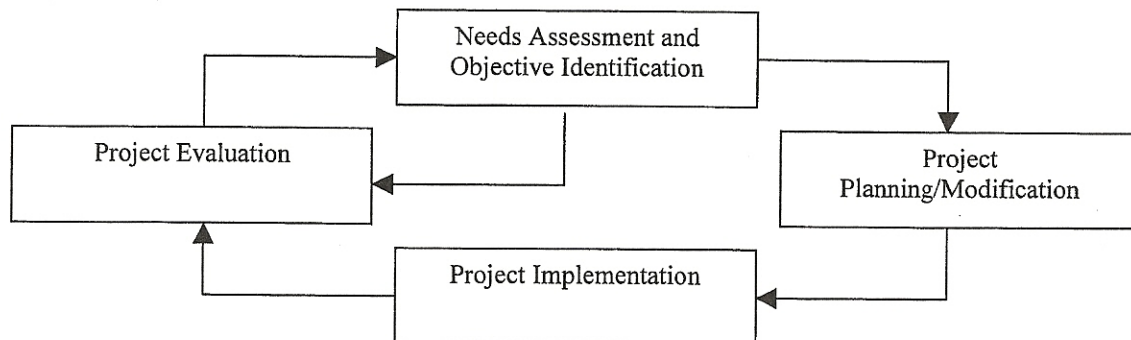 Needs Assessment and
Objective Identification
Project Evaluation
Project
Planning/Modification
Project Implementation